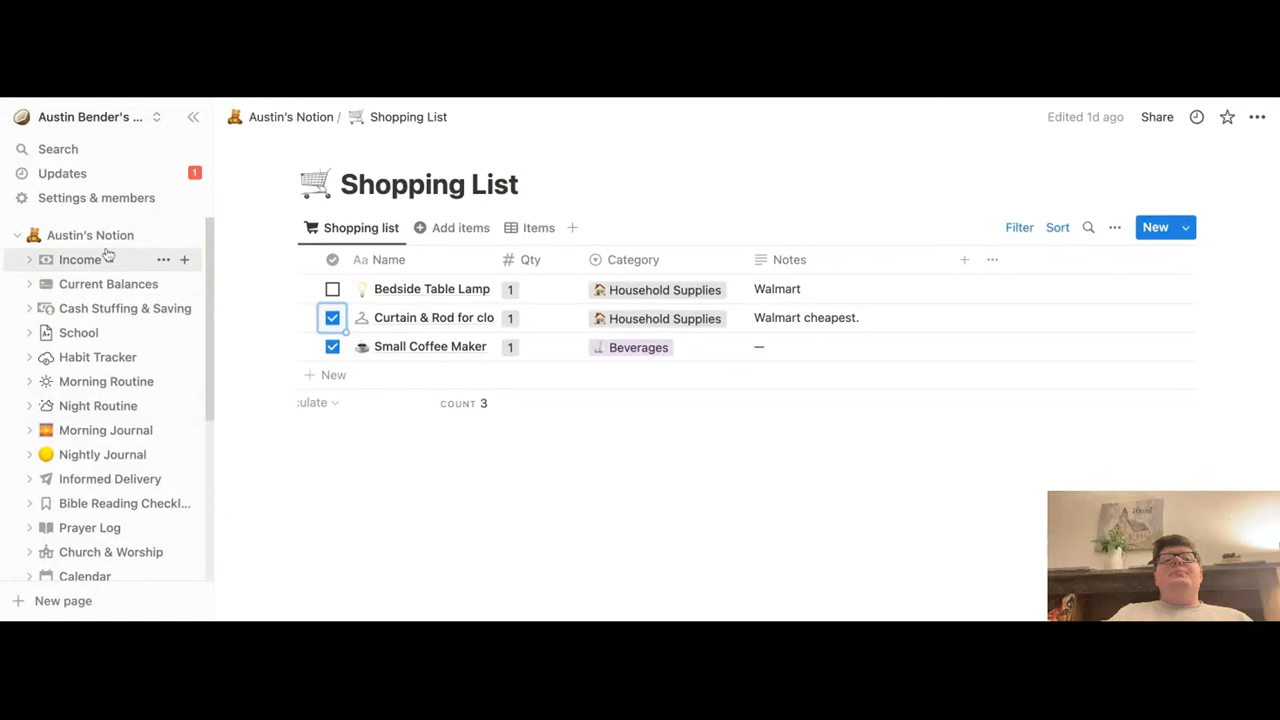 Austin Bender's ...
Search
Updates 1
Settings & members
Austin's Notion
Income
Current Balances
Cash Stuffing & Saving
School
Habit Tracker
Morning Routine
Night Routine
Morning Journal
Nightly Journal
Informed Delivery
Bible Reading Checkl...
Prayer Log
Church & Worship
Calendar
New page
Austin's Notion / Shopping List
Edited 1d ago Share
Shopping List
Shopping list Add items Items
Filter Sort New
Aa Name # Qty Category Notes
Bedside Table Lamp 1 Household Supplies Walmart
Curtain & Rod for clo 1 Household Supplies Walmart cheapest.
Small Coffee Maker 1 Beverages —
New
culate COUNT 3